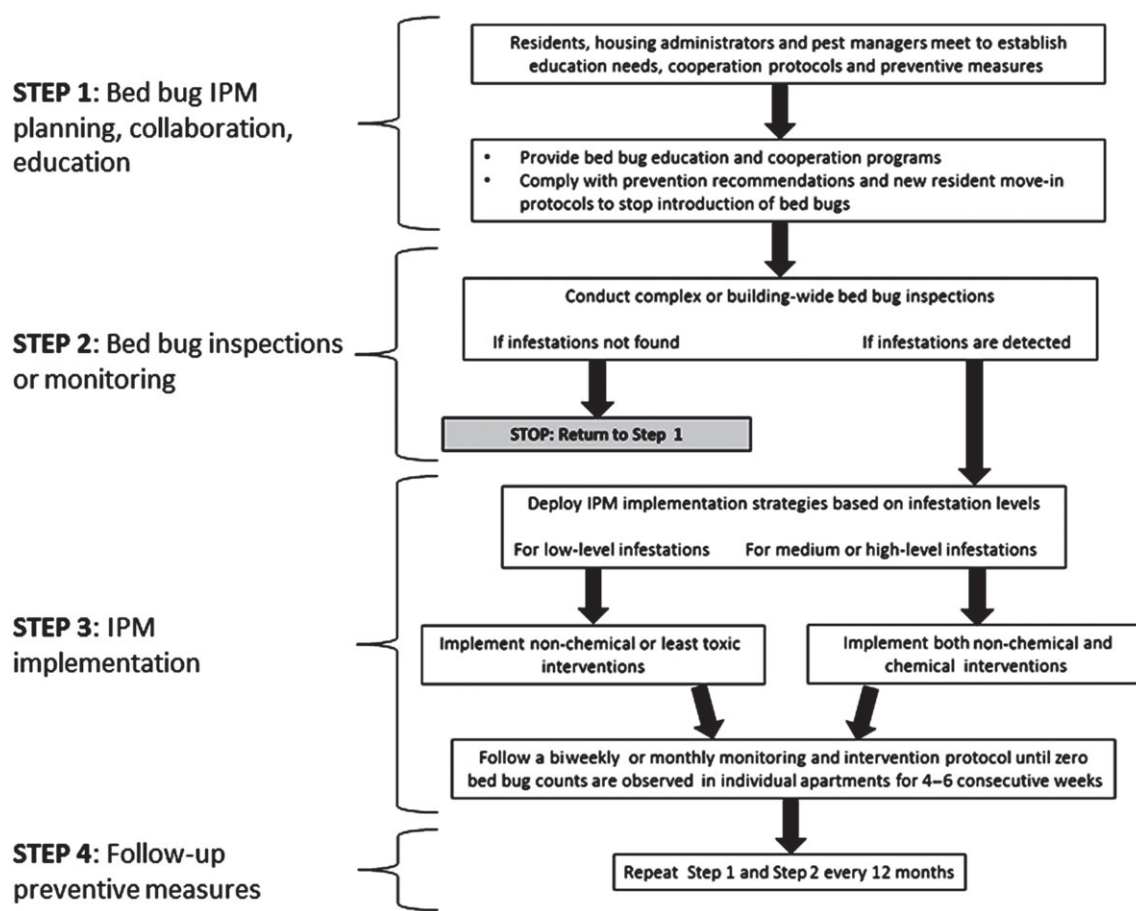 STEP 1: Bed bug IPM
planning, collaboration,
education
Residents, housing administrators and pest managers meet to establish
education needs, cooperation protocols and preventive measures
• Provide bed bug education and cooperation programs
• Comply with prevention recommendations and new resident move-in
protocols to stop introduction of bed bugs
STEP 2: Bed bug inspections
or monitoring
Conduct complex or building-wide bed bug inspections
If infestations not found
If infestations are detected
STOP: Return to Step 1
STEP 3: IPM
implementation
Deploy IPM implementation strategies based on infestation levels
For low-level infestations
For medium or high-level infestations
Implement non-chemical or least toxic
interventions
Implement both non-chemical and
chemical interventions
Follow a biweekly or monthly monitoring and intervention protocol until zero
bed bug counts are observed in individual apartments for 4–6 consecutive weeks
STEP 4: Follow-up
preventive measures
Repeat Step 1 and Step 2 every 12 months